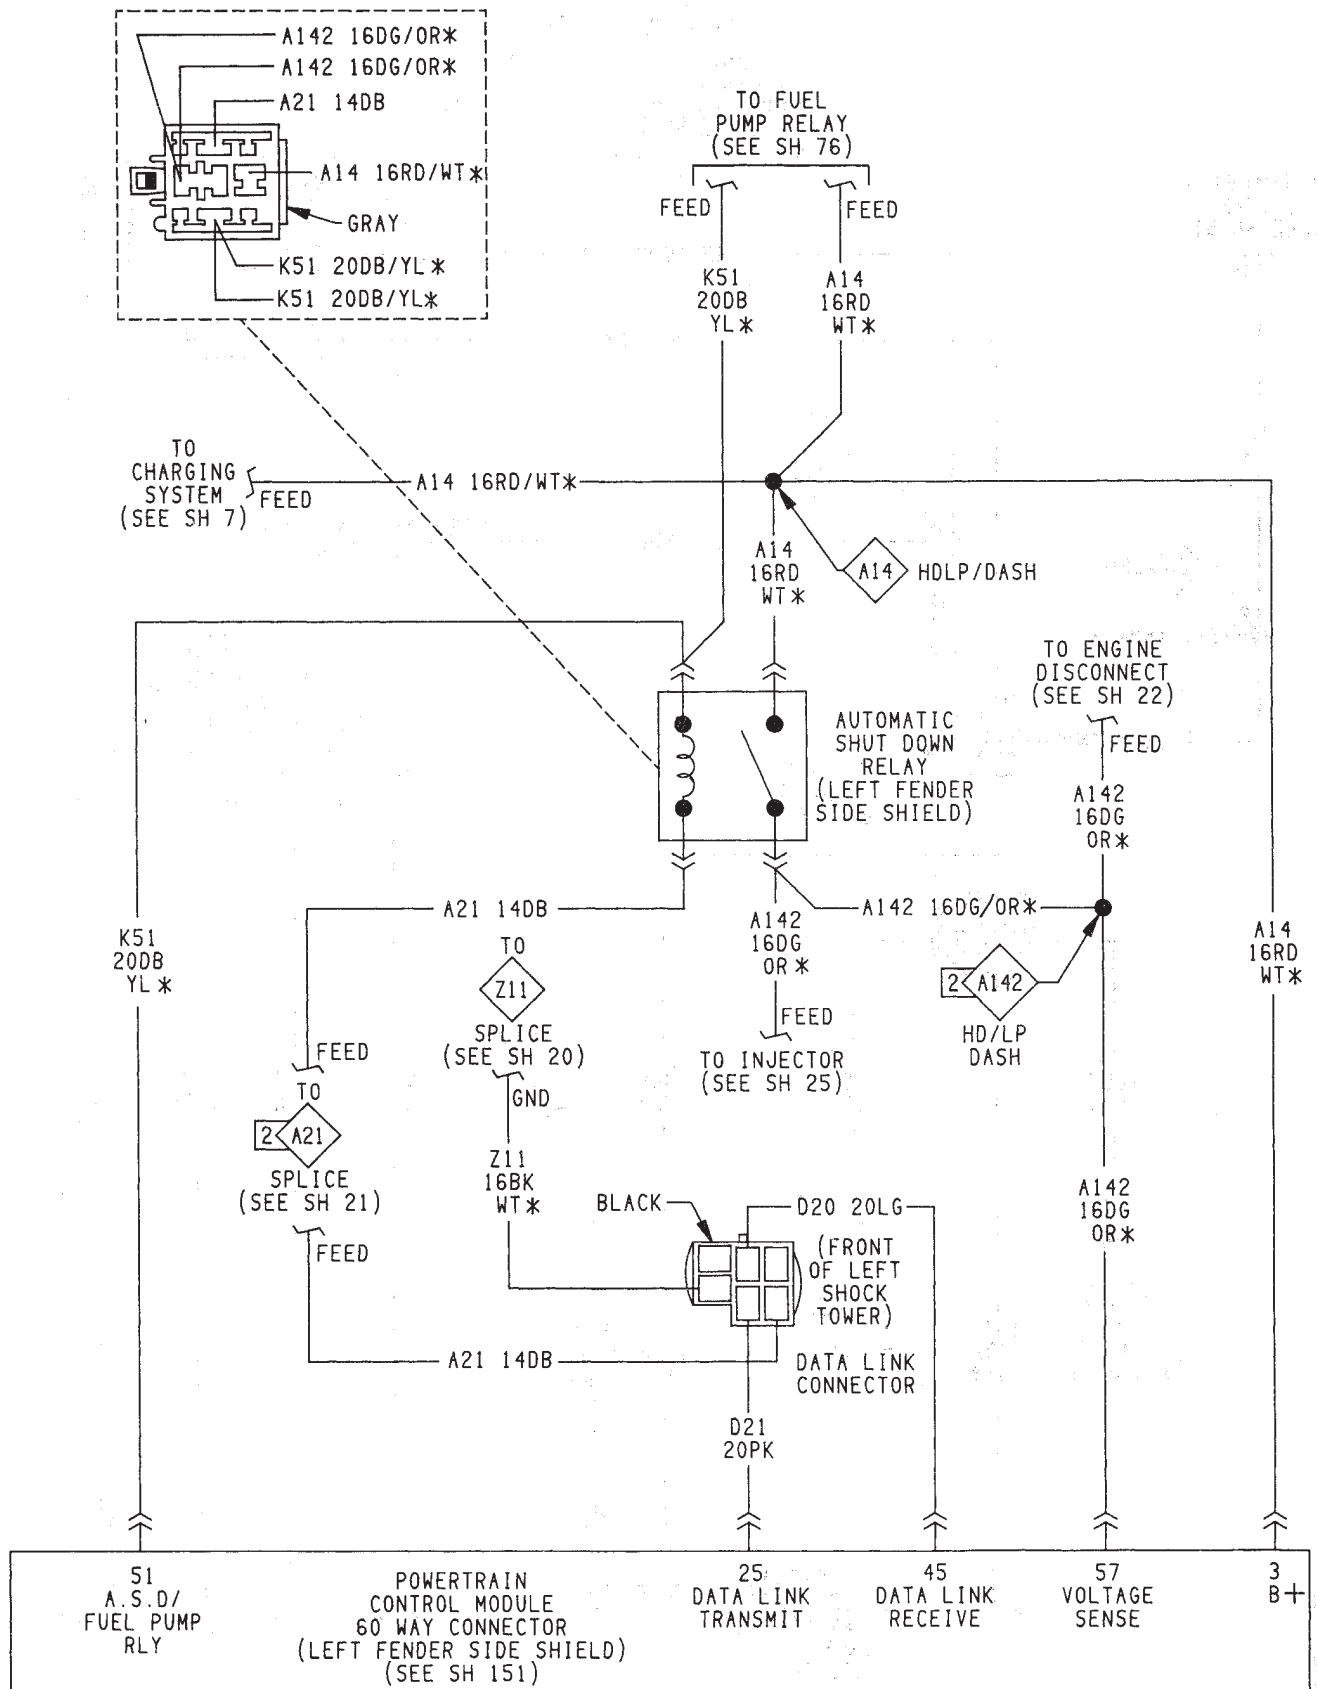 A142 16DG/OR*
A142 16DG/OR*
A21 14DB
A14 16RD/WT*
GRAY
K51 20DB/YL*
K51 20DB/YL*
TO FUEL
PUMP RELAY
(SEE SH 76)
FEED
FEED
K51
20DB
YL*
A14
16RD
WT*
TO
CHARGING
SYSTEM
(SEE SH 7)
FEED
A14 16RD/WT*
A14
16RD
WT*
A14
HDLP/DASH
TO ENGINE
DISCONNECT
(SEE SH 22)
FEED
AUTOMATIC
SHUT DOWN
RELAY
(LEFT FENDER
SIDE SHIELD)
A142
16DG
OR*
A21 14DB
A142 16DG/OR*
K51
20DB
YL*
A142
16DG
OR*
A14
16RD
WT*
TO
Z11
SPLICE
(SEE SH 20)
GND
2
A142
HD/LP
DASH
FEED
TO INJECTOR
(SEE SH 25)
FEED
TO
2
A21
SPLICE
(SEE SH 21)
FEED
Z11
16BK
WT*
BLACK
D20 20LG
(FRONT
OF LEFT
SHOCK
TOWER)
A142
16DG
OR*
A21 14DB
DATA LINK
CONNECTOR
D21
20PK
51
A.S.D/
FUEL PUMP
RLY
POWERTRAIN
CONTROL MODULE
60 WAY CONNECTOR
(LEFT FENDER SIDE SHIELD)
(SEE SH 151)
25
DATA LINK
TRANSMIT
45
DATA LINK
RECEIVE
57
VOLTAGE
SENSE
3
B+